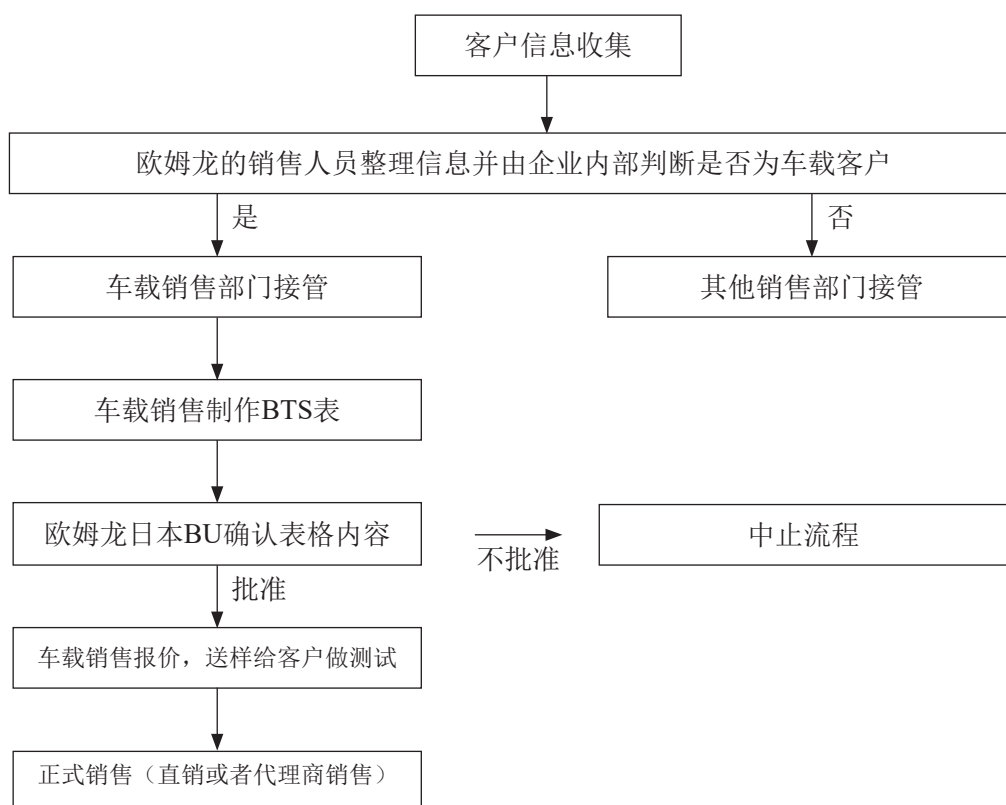 客户信息收集
欧姆龙的销售人员整理信息并由企业内部判断是否为车载客户
是
否
车载销售部门接管
其他销售部门接管
车载销售制作BTS表
欧姆龙日本BU确认表格内容
不批准
中止流程
批准
车载销售报价，送样给客户做测试
正式销售（直销或者代理商销售）